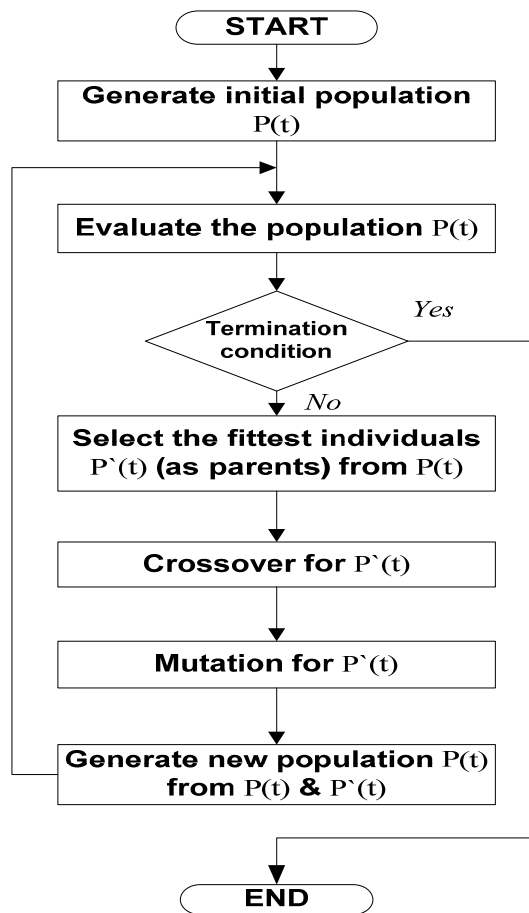 START
Generate initial population
P(t)
Evaluate the population P(t)
Yes
Termination
condition
No
Select the fittest individuals
P`(t) (as parents) from P(t)
Crossover for P`(t)
Mutation for P`(t)
Generate new population P(t)
from P(t) & P`(t)
END